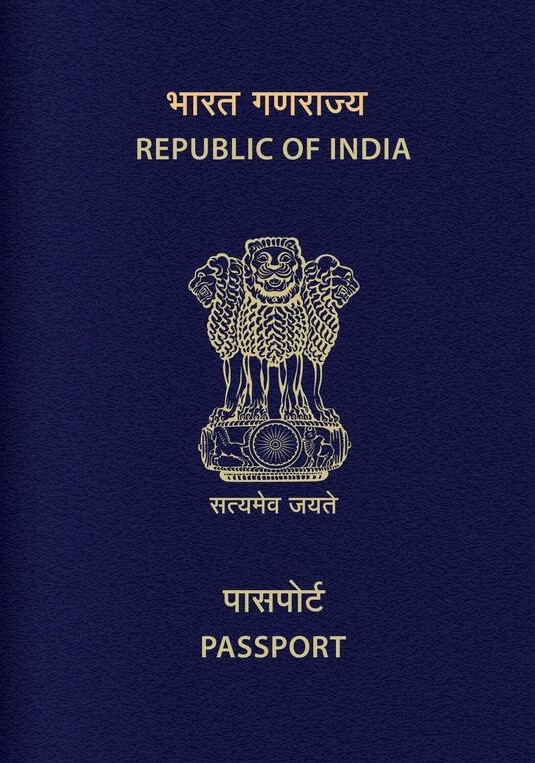 भारत गणराज्य
REPUBLIC OF INDIA
सत्यमेव जयते
पासपोर्ट
PASSPORT